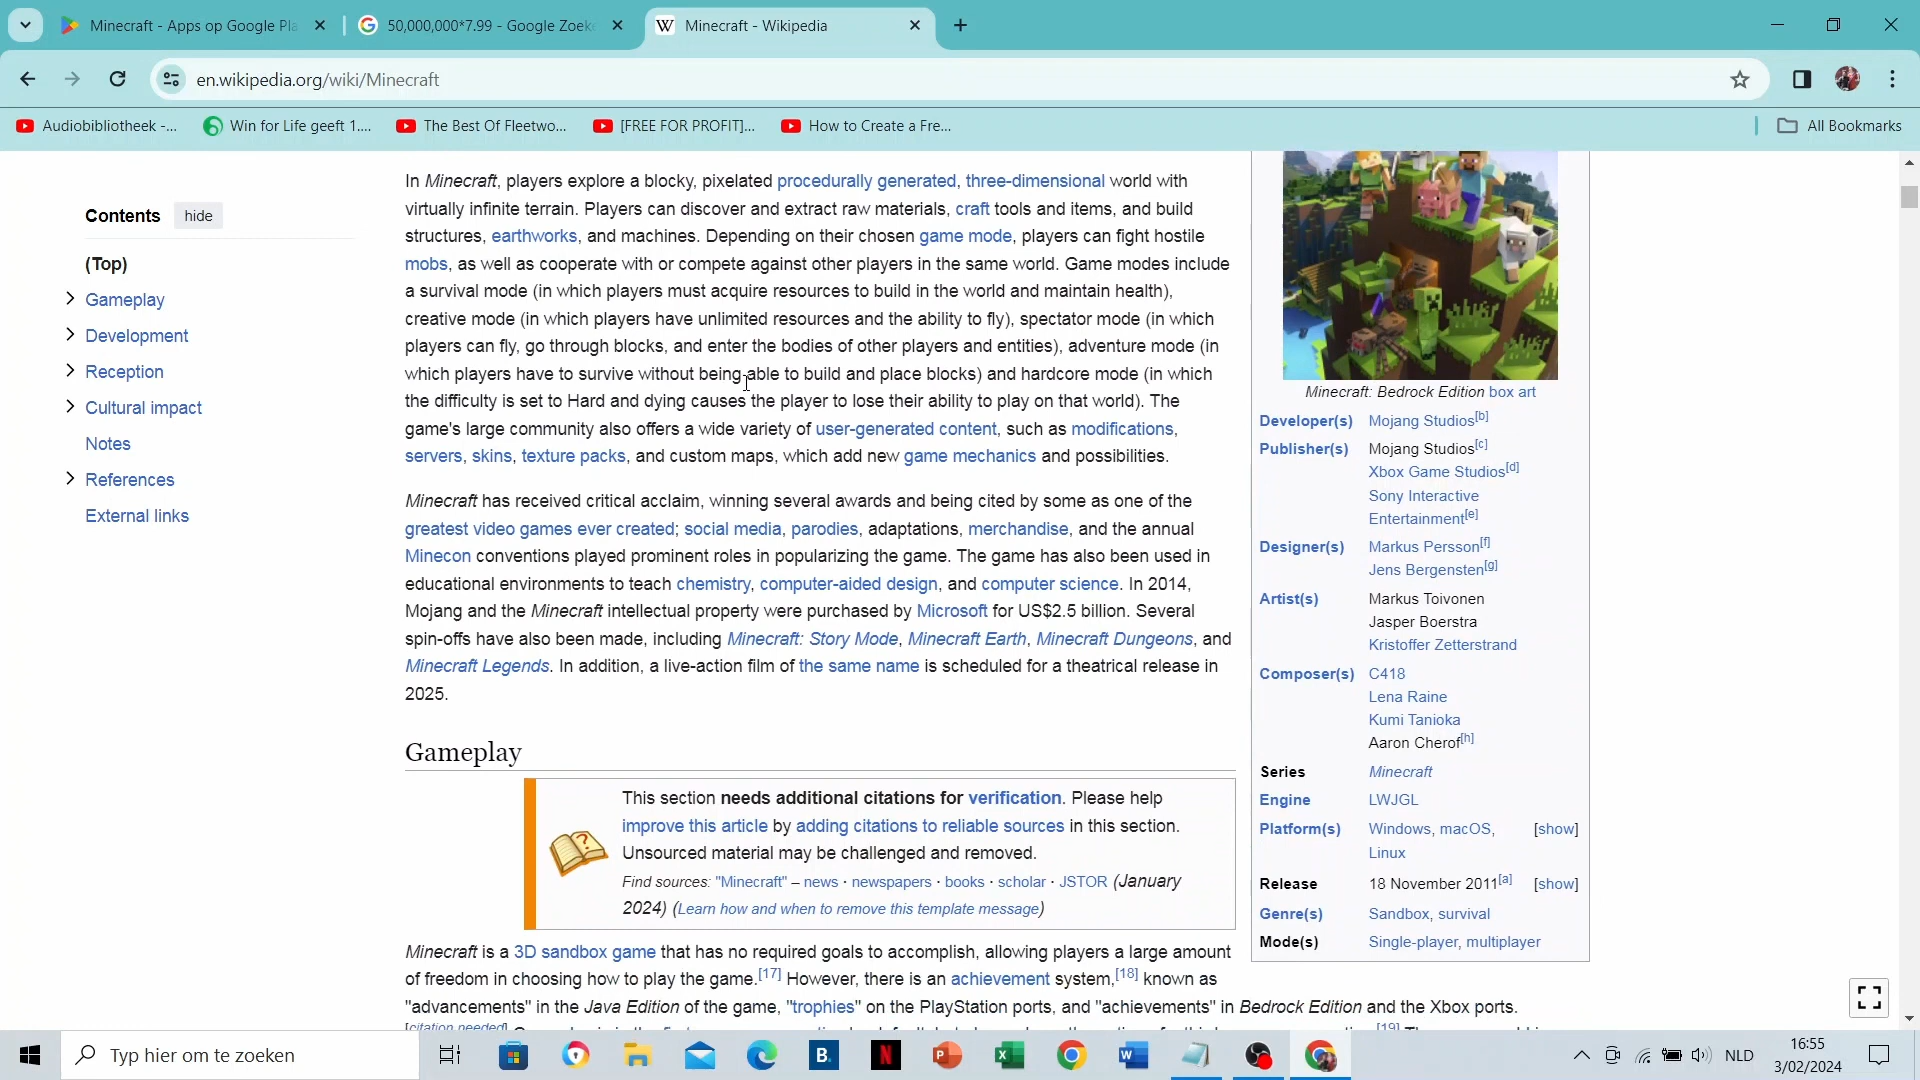 Minecraft - Apps op Google Pla
50,000,000*7.99 - Google Zoeke
Minecraft - Wikipedia
en.wikipedia.org/wiki/Minecraft
Audiobibliotheek -...
Win for Life geeft 1....
The Best Of Fleetwo...
[FREE FOR PROFIT]...
How to Create a Fre...
All Bookmarks
Contents
hide
(Top)
Gameplay
Development
Reception
Cultural impact
Notes
References
External links
In Minecraft, players explore a blocky, pixelated procedurally generated, three-dimensional world with
virtually infinite terrain. Players can discover and extract raw materials, craft tools and items, and build
structures, earthworks, and machines. Depending on their chosen game mode, players can fight hostile
mobs, as well as cooperate with or compete against other players in the same world. Game modes include
a survival mode (in which players must acquire resources to build in the world and maintain health),
creative mode (in which players have unlimited resources and the ability to fly), spectator mode (in which
players can fly, go through blocks, and enter the bodies of other players and entities), adventure mode (in
which players have to survive without being able to build and place blocks) and hardcore mode (in which
the difficulty is set to Hard and dying causes the player to lose their ability to play on that world). The
game's large community also offers a wide variety of user-generated content, such as modifications,
servers, skins, texture packs, and custom maps, which add new game mechanics and possibilities.
Minecraft has received critical acclaim, winning several awards and being cited by some as one of the
greatest video games ever created; social media, parodies, adaptations, merchandise, and the annual
Minecon conventions played prominent roles in popularizing the game. The game has also been used in
educational environments to teach chemistry, computer-aided design, and computer science. In 2014,
Mojang and the Minecraft intellectual property were purchased by Microsoft for US$2.5 billion. Several
spin-offs have also been made, including Minecraft: Story Mode, Minecraft Earth, Minecraft Dungeons, and
Minecraft Legends. In addition, a live-action film of the same name is scheduled for a theatrical release in
2025.
Gameplay
This section needs additional citations for verification. Please help
improve this article by adding citations to reliable sources in this section.
Unsourced material may be challenged and removed.
Find sources: "Minecraft" – news · newspapers · books · scholar · JSTOR (January
2024) (Learn how and when to remove this template message)
Minecraft is a 3D sandbox game that has no required goals to accomplish, allowing players a large amount
of freedom in choosing how to play the game.[17] However, there is an achievement system,[18] known as
"advancements" in the Java Edition of the game, "trophies" on the PlayStation ports, and "achievements" in Bedrock Edition and the Xbox ports.
[citation needed]
[19]
Minecraft: Bedrock Edition box art
Developer(s) Mojang Studios[b]
Publisher(s) Mojang Studios[c]
Xbox Game Studios[d]
Sony Interactive
Entertainment[e]
Designer(s) Markus Persson[f]
Jens Bergensten[g]
Artist(s) Markus Toivonen
Jasper Boerstra
Kristoffer Zetterstrand
Composer(s) C418
Lena Raine
Kumi Tanioka
Aaron Cherof[h]
Series Minecraft
Engine LWJGL
Platform(s) Windows, macOS, [show]
Linux
Release 18 November 2011[a] [show]
Genre(s) Sandbox, survival
Mode(s) Single-player, multiplayer
Typ hier om te zoeken
NLD
16:55
3/02/2024